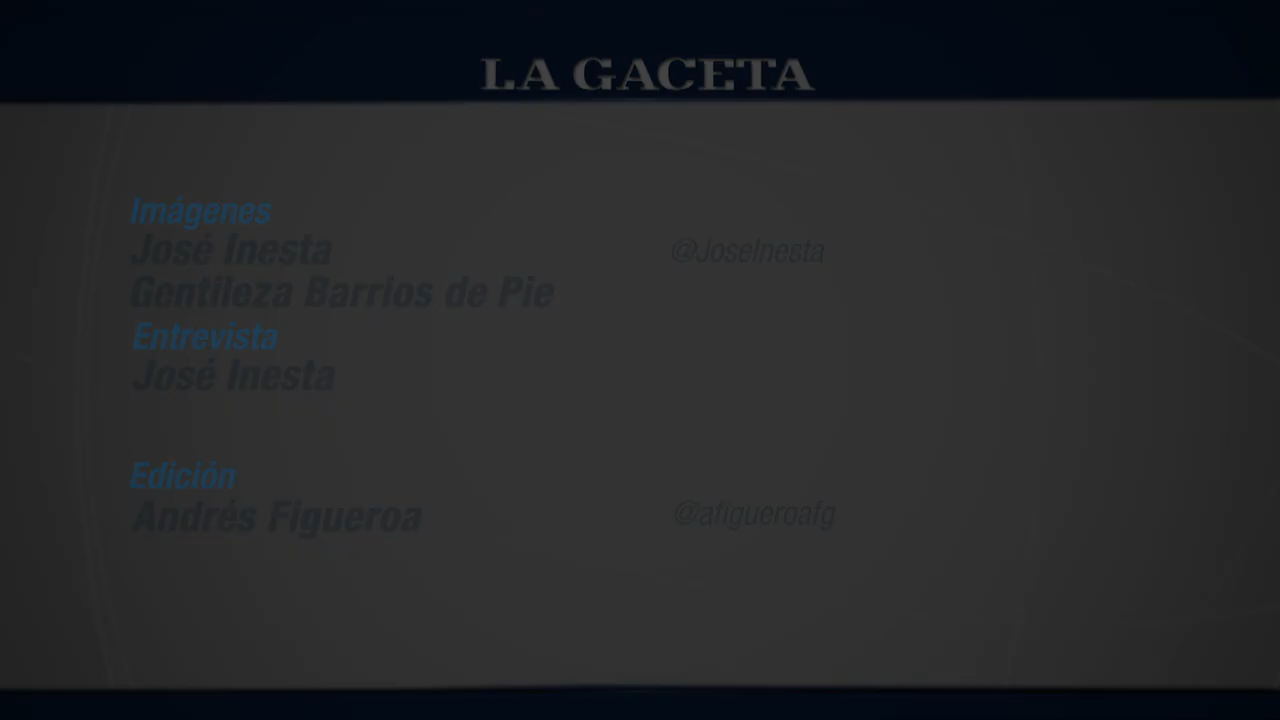 LA GACETA
Imágenes
José Inesta @JoseInesta
Gentileza Barrios de Pie
Entrevista
José Inesta
Edición
Andrés Figueroa @afigueroafg